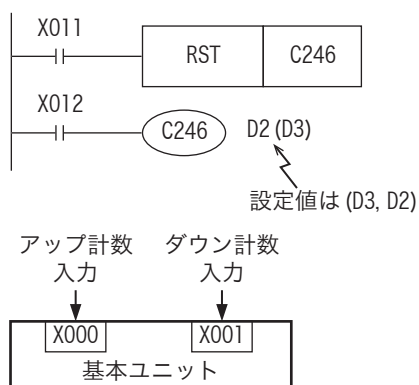 X011
RST C246
X012
C246 D2 (D3)
設定値は (D3, D2)
アップ計数 ダウン計数
入力 入力
X000 X001
基本ユニット